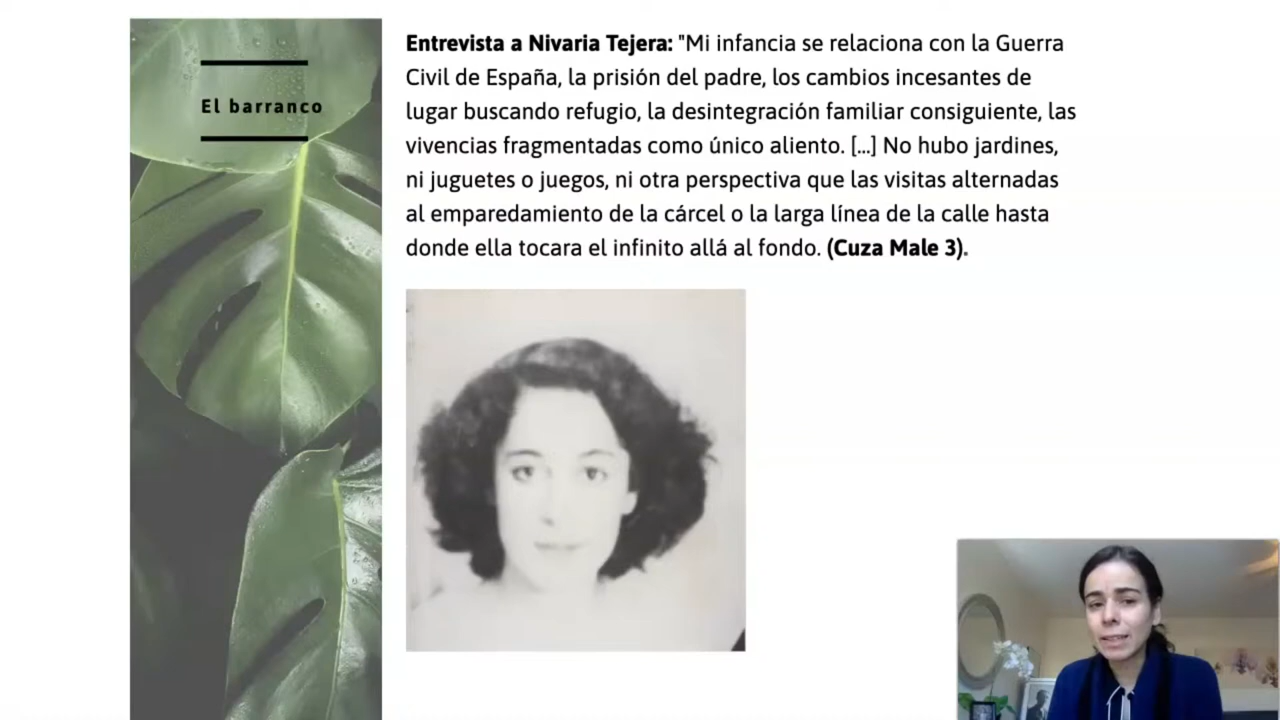 El barranco
Entrevista a Nivaria Tejera: "Mi infancia se relaciona con la Guerra
Civil de España, la prisión del padre, los cambios incesantes de
lugar buscando refugio, la desintegración familiar consiguiente, las
vivencias fragmentadas como único aliento. [...] No hubo jardines,
ni juguetes o juegos, ni otra perspectiva que las visitas alternadas
al emparedamiento de la cárcel o la larga línea de la calle hasta
donde ella tocara el infinito allá al fondo. (Cuza Male 3).